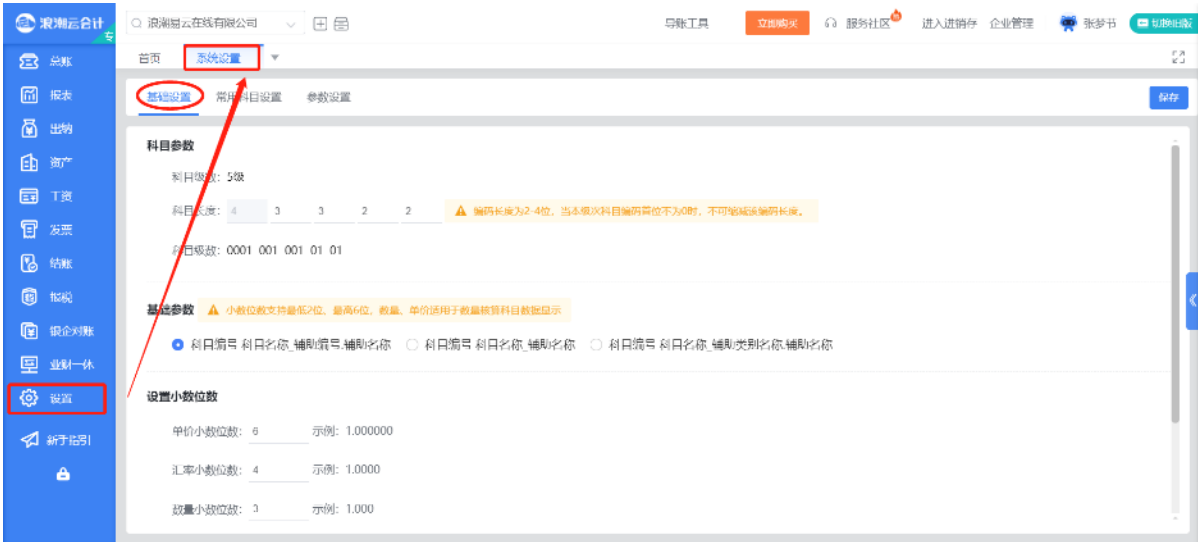 浪潮云会计
专
浪潮易云在线有限公司
导账工具
立即购买
服务社区
进入进销存
企业管理
张梦节
切换旧版
总账
报表
出纳
资产
工资
发票
结账
报税
银企对账
业财一体
设置
新手指引
首页
系统设置
基础设置
常用科目设置
参数设置
保存
科目参数
科目级数: 5级
科目长度: 4 3 3 2 2
编码长度为2-4位，当本级次科目编码首位不为0时，不可缩减该编码长度。
科目级数: 0001 001 001 01 01
基础参数
小数位数支持最低2位、最高6位，数量、单价适用于数量核算科目数据显示
科目编号 科目名称_辅助编号.辅助名称
科目编号 科目名称_辅助名称
科目编号 科目名称_辅助类别名称.辅助名称
设置小数位数
单价小数位数: 6 示例: 1.000000
汇率小数位数: 4 示例: 1.0000
数量小数位数: 3 示例: 1.000